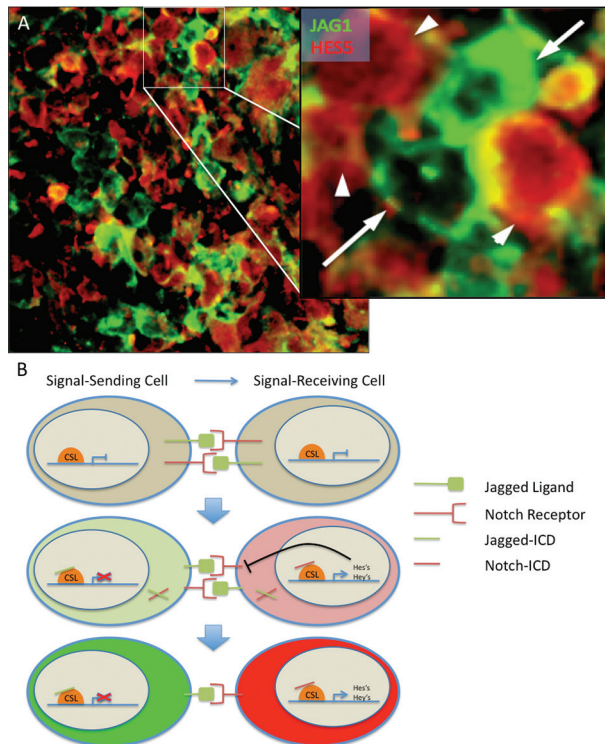 A
JAG1
HES5
B
Signal-Sending Cell
Signal-Receiving Cell
CSL
CSL
Jagged Ligand
Notch Receptor
Jagged-ICD
Notch-ICD
CSL
CSL
Hes's
Hey's
CSL
CSL
Hes's
Hey's